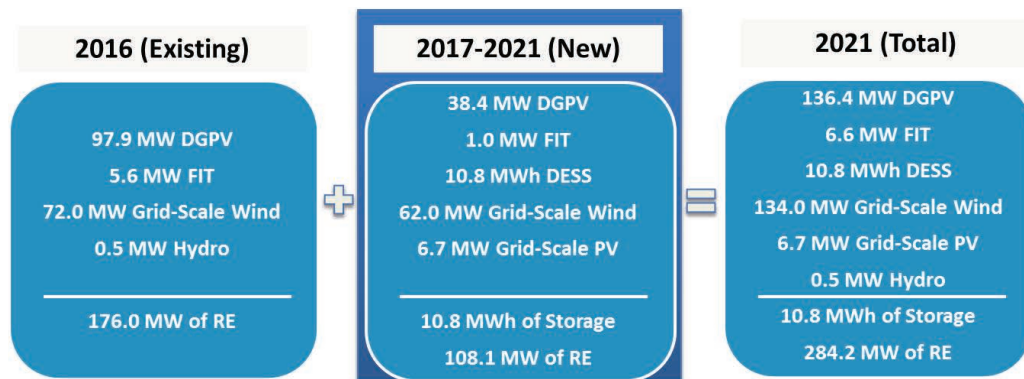 2016 (Existing)
97.9 MW DGPV
5.6 MW FIT
72.0 MW Grid-Scale Wind
0.5 MW Hydro
176.0 MW of RE
2017-2021 (New)
38.4 MW DGPV
1.0 MW FIT
10.8 MWh DESS
62.0 MW Grid-Scale Wind
6.7 MW Grid-Scale PV
10.8 MWh of Storage
108.1 MW of RE
2021 (Total)
136.4 MW DGPV
6.6 MW FIT
10.8 MWh DESS
134.0 MW Grid-Scale Wind
6.7 MW Grid-Scale PV
0.5 MW Hydro
10.8 MWh of Storage
284.2 MW of RE